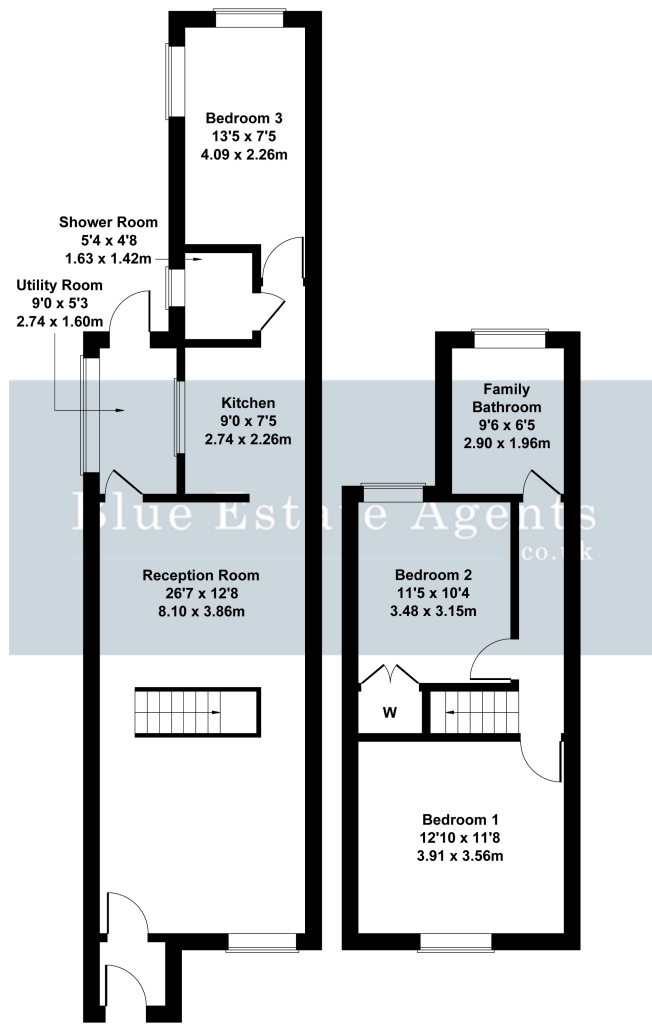 Bedroom 3
13'5 x 7'5
4.09 x 2.26m
Shower Room
5'4 x 4'8
1.63 x 1.42m
Utility Room
9'0 x 5'3
2.74 x 1.60m
Kitchen
9'0 x 7'5
2.74 x 2.26m
Family
Bathroom
9'6 x 6'5
2.90 x 1.96m
Blue Estate Agents
.co.uk
Reception Room
26'7 x 12'8
8.10 x 3.86m
Bedroom 2
11'5 x 10'4
3.48 x 3.15m
W
Bedroom 1
12'10 x 11'8
3.91 x 3.56m